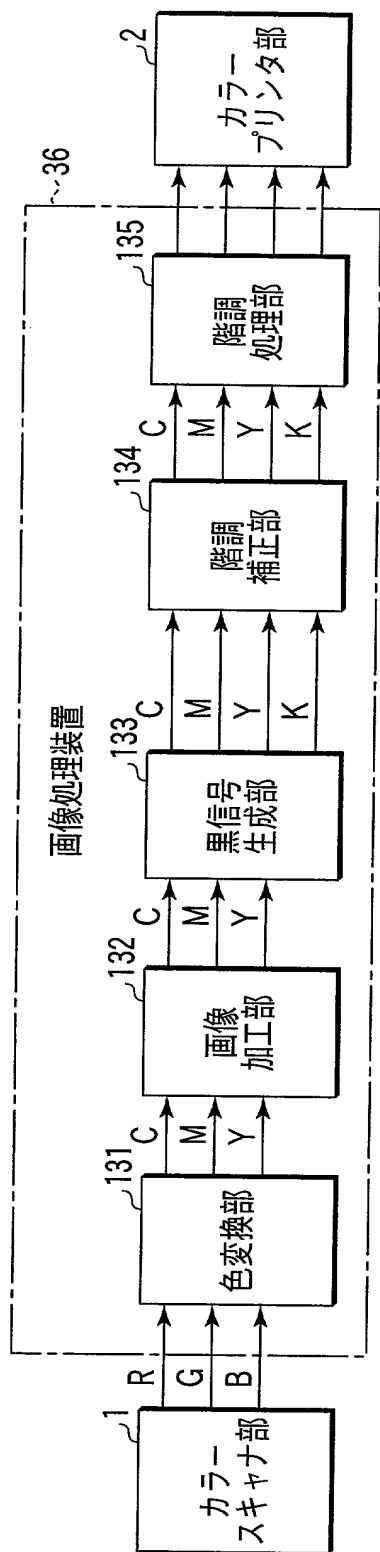 画像処理装置
36
1
カラー
スキャナ部
R
G
B
131
色変換部
C
M
Y
132
画像
加工部
C
M
Y
133
黒信号
生成部
C
M
Y
K
134
階調
補正部
C
M
Y
K
135
階調
処理部
2
カラー
プリンタ部